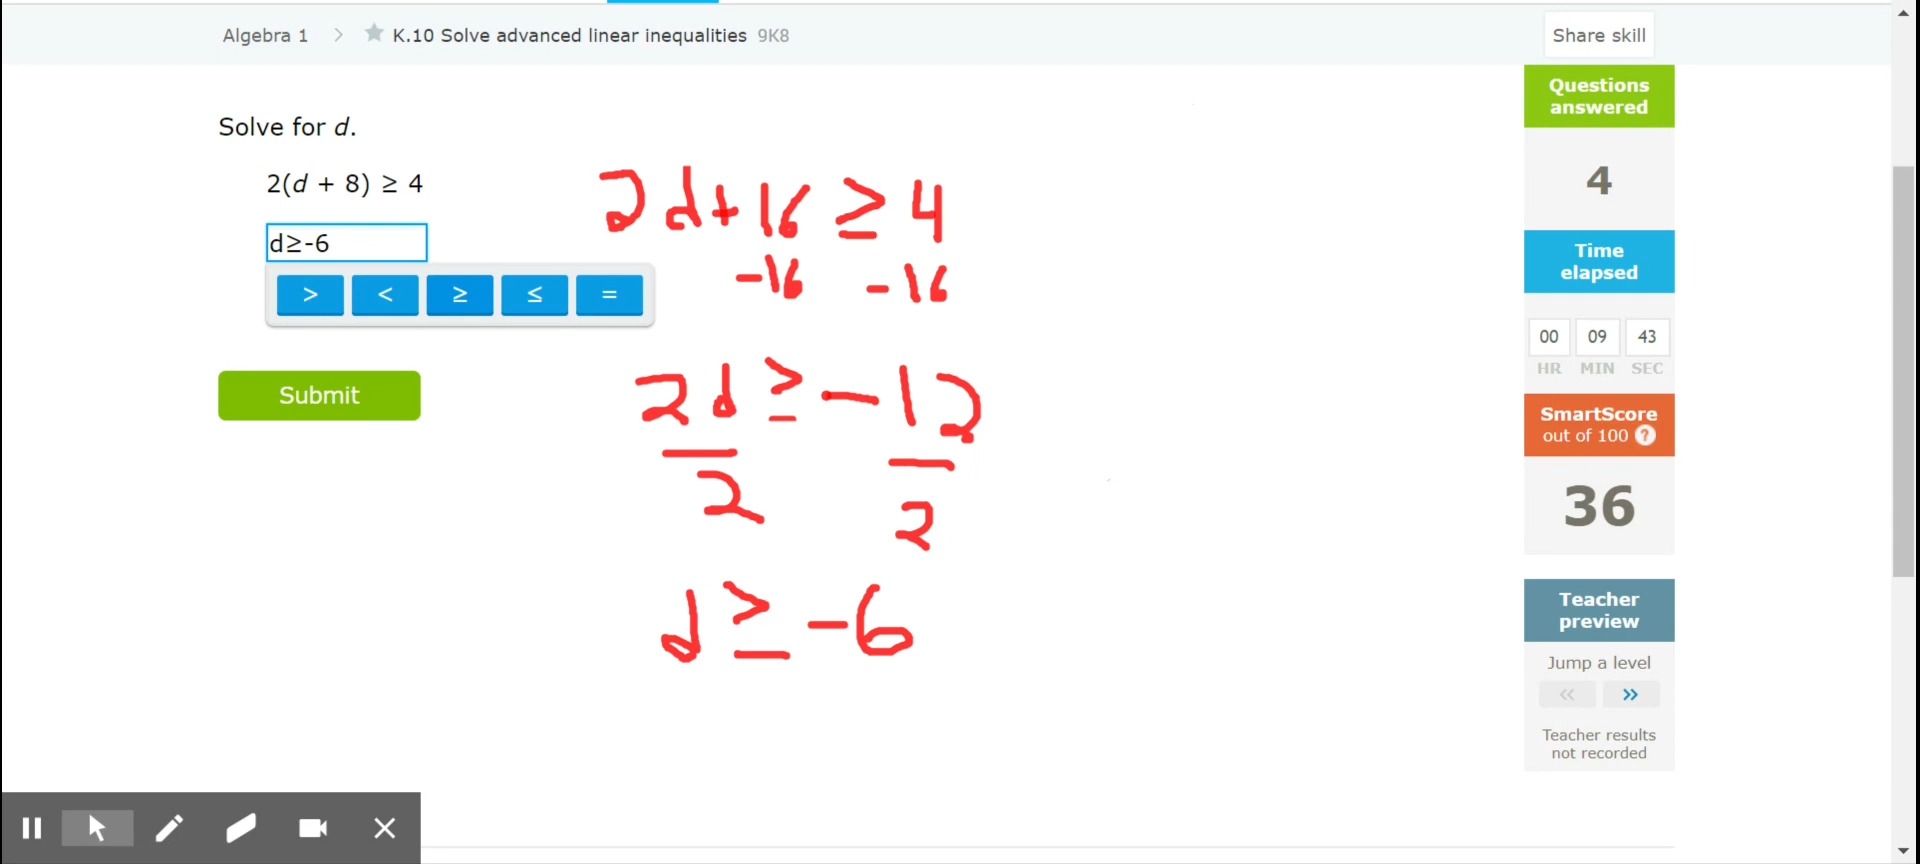 Algebra 1 > K.10 Solve advanced linear inequalities 9K8
Share skill
Solve for d.
2(d + 8) ≥ 4
d≥-6
> < ≥ ≤ =
Submit
2d+16 ≥ 4
-16 -16
2d ≥ -12
2 2
d ≥ -6
Questions
answered
4
Time
elapsed
00 09 43
HR MIN SEC
SmartScore
out of 100 ?
36
Teacher
preview
Jump a level
<< >>
Teacher results
not recorded